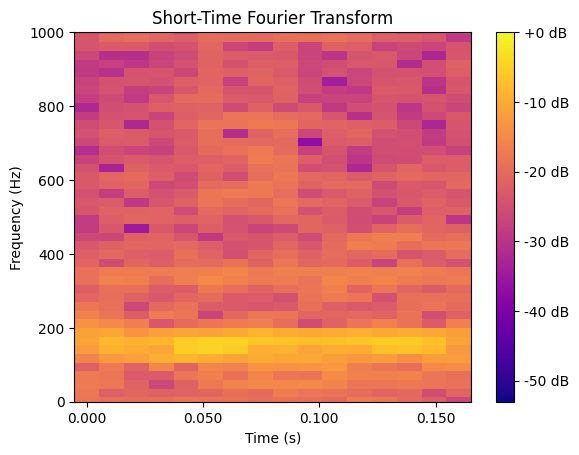 Short-Time Fourier Transform
Frequency (Hz)
1000
800
600
400
200
0
0.000
0.050
0.100
0.150
Time (s)
+0 dB
-10 dB
-20 dB
-30 dB
-40 dB
-50 dB